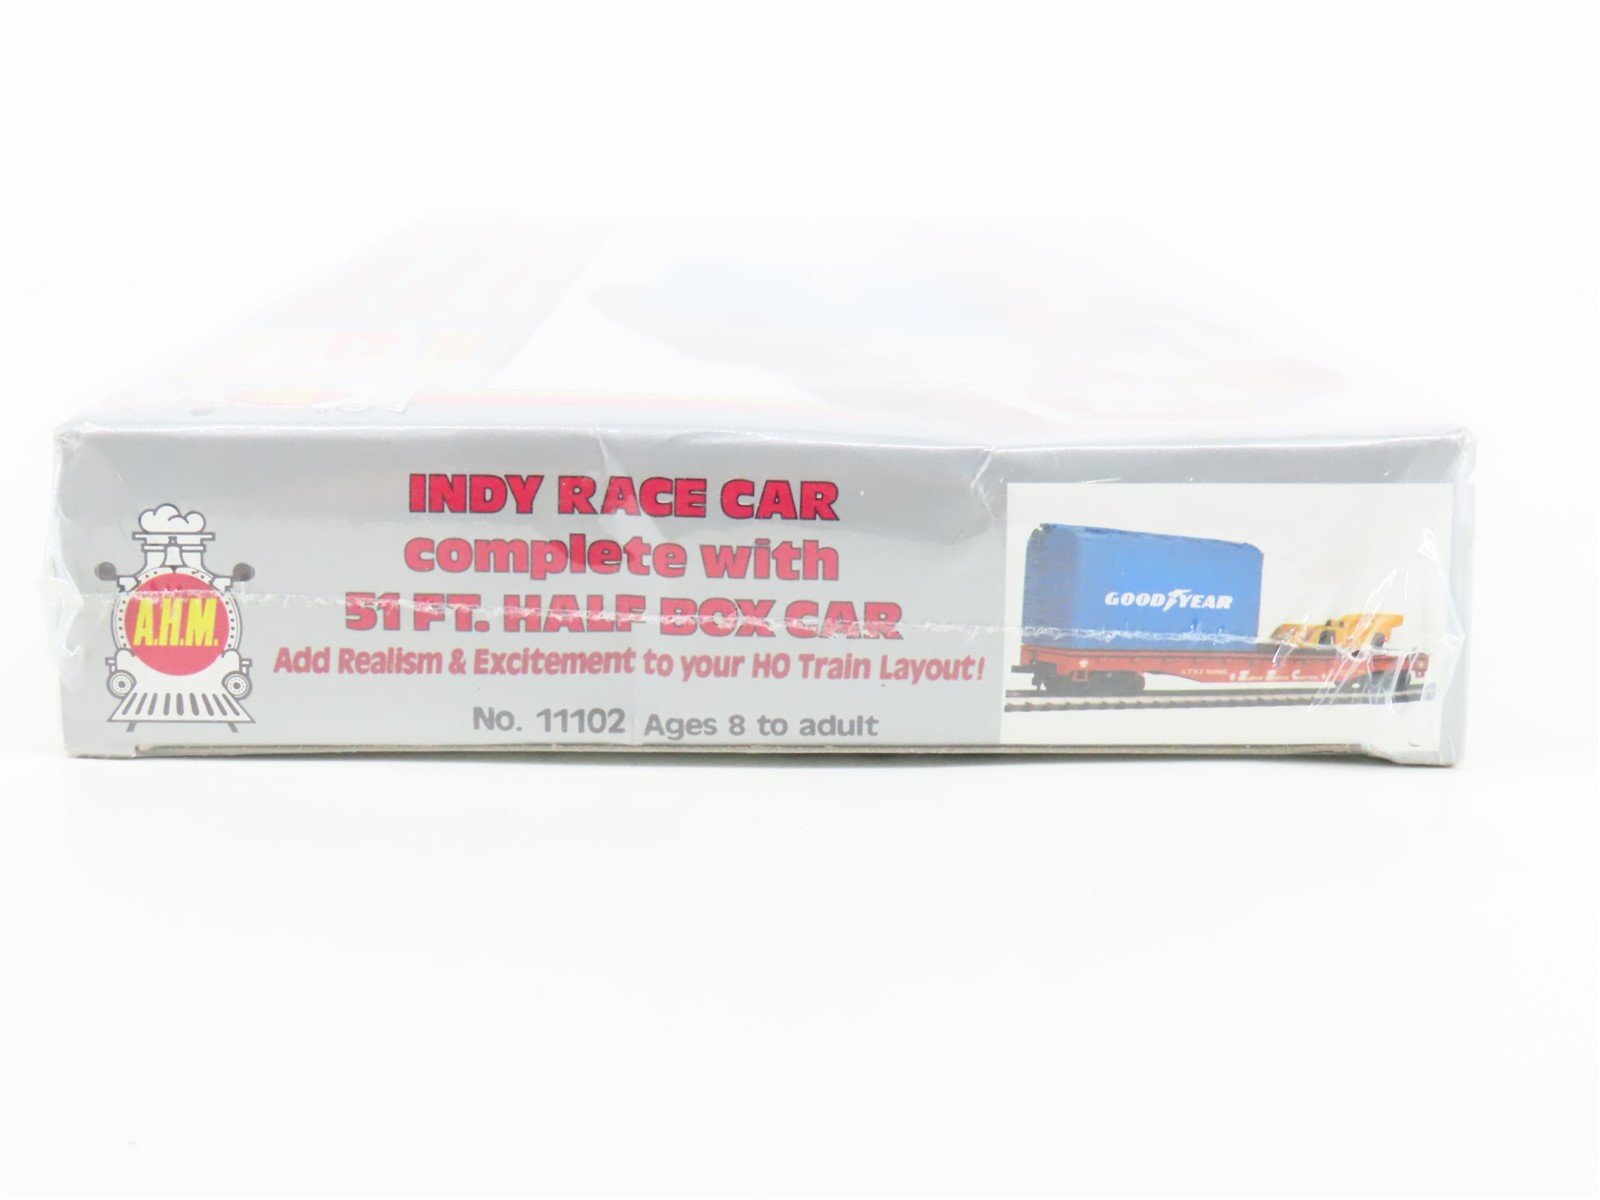 INDY RACE CAR
complete with
51 FT. HALF BOX CAR
Add Realism & Excitement to your HO Train Layout!
No. 11102 Ages 8 to adult
A.H.M.
GOODYEAR